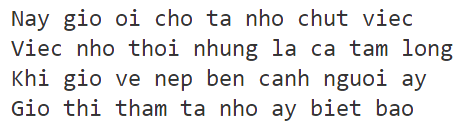 Nay gio oi cho ta nho chut viec
Viec nho thoi nhung la ca tam long
Khi gio ve nep ben canh nguoi ay
Gio thi tham ta nho ay biet bao